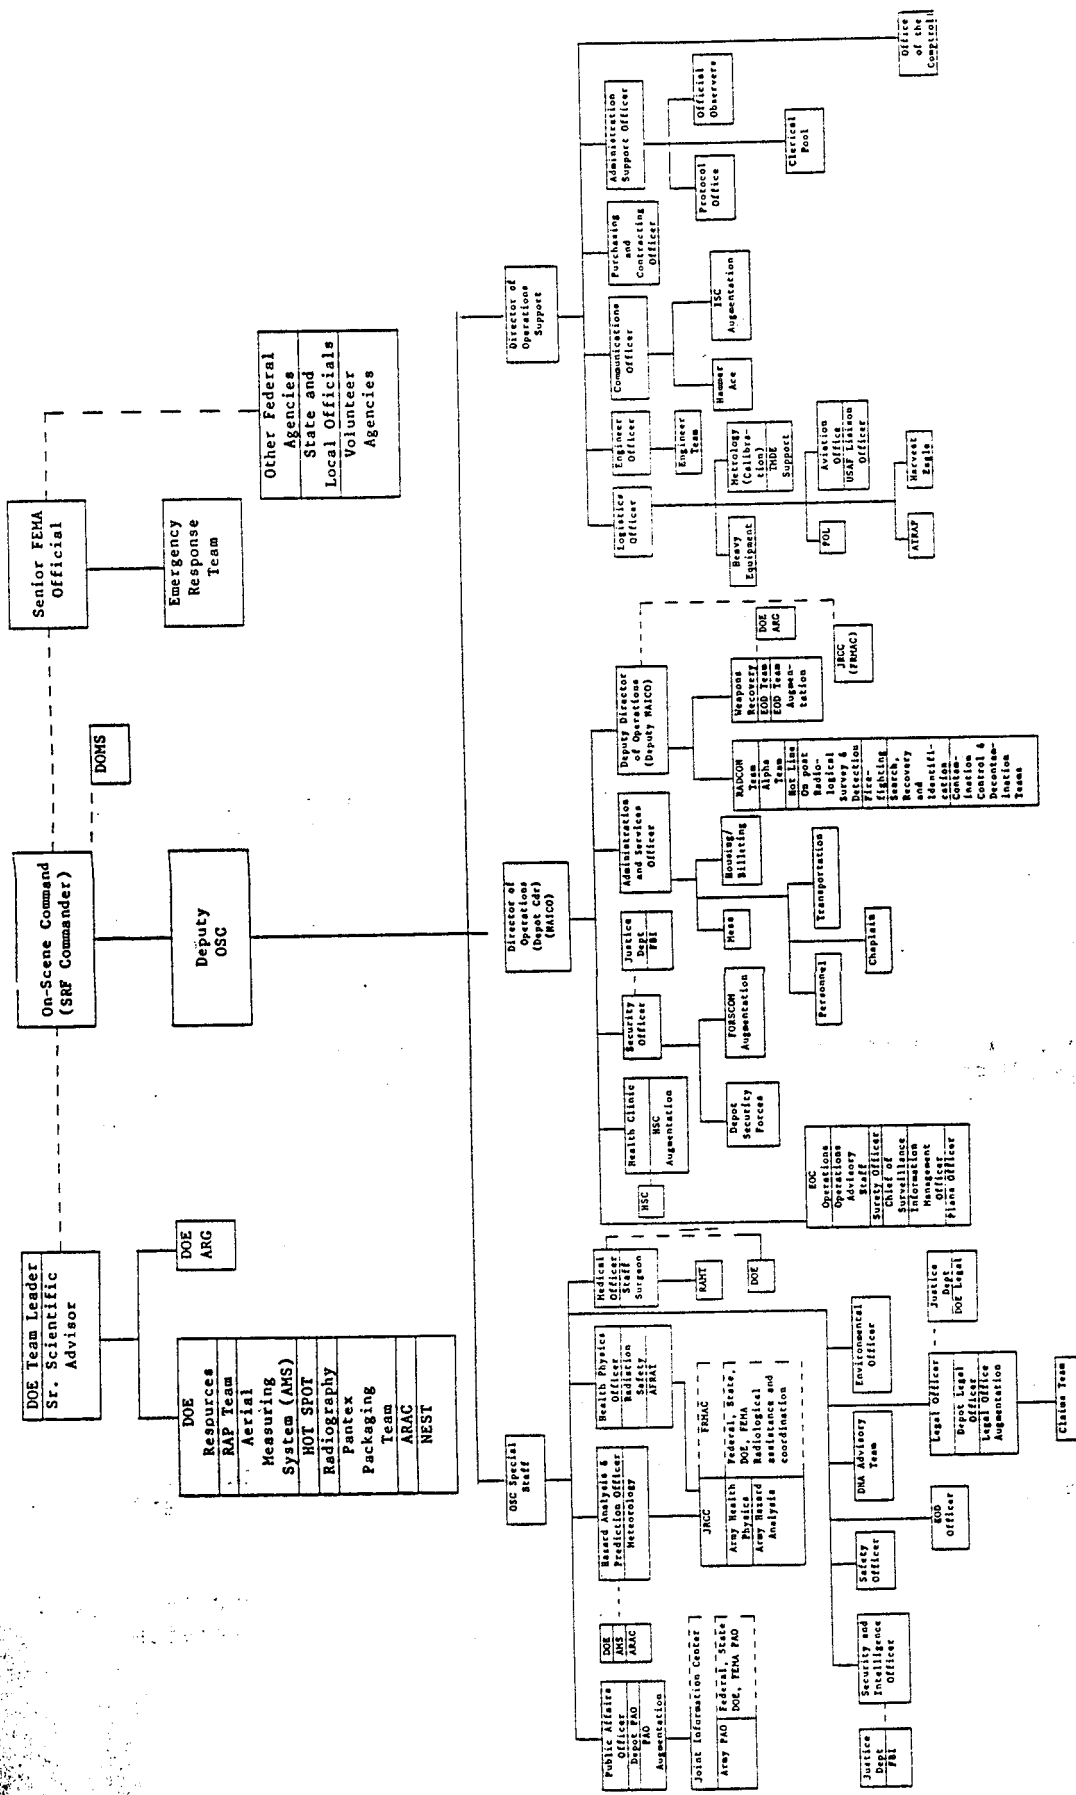 DOE Team Leader
Sr. Scientific
Advisor
On-Scene Command
(SRF Commander)
Senior FEMA
Official
DOMS
DOE
ARG
DOE
Resources
RAP Team
Aerial
Measuring
System (AMS)
HOT SPOT
Radiography
Pantex
Packaging
Team
ARAC
NEST
Deputy
OSC
Emergency
Response
Team
Other Federal
Agencies
State and
Local Officials
Volunteer
Agencies
OSC Special
Staff
Director of
Operations
(Depot Cdr)
(NAICO)
Director of
Operations
Support
Public Affairs
Officer
Depot PAO
PAO
Augmentation
DOE
AMS
ARAC
Hazard Analysis &
Prediction Officer
Meteorology
Health Physics
Officer
Radiation
Safety
AFRAT
Medical
Officer
Staff
Surgeon
Joint Information Center
Army PAO
Federal, State
DOE, FEMA PAO
JRCC
Army Health
Physics
Army Hazard
Analysis
FRMAC
Federal, State,
DOE, FEMA
Radiological
assistance and
coordination
RAMT
DOE
Justice
Dept
FBI
Security and
Intelligence
Officer
Safety
Officer
DNA Advisory
Team
Environmental
Officer
EOD
Officer
Legal Officer
Depot Legal
Officer
Legal Office
Augmentation
Justice
Dept
DOE Legal
Claims Team
Health Clinic
HSC
Augmentation
HSC
Security
Officer
Justice
Dept
FBI
Administration
and Services
Officer
Deputy Director
of Operations
(Deputy NAICO)
Depot
Security
Forces
FORSCOM
Augmentation
Mess
Housing/
Billeting
Personnel
Transportation
Chaplain
EOC
Operations
Operations
Advisory
Staff
Surety Officer
Chief of
Surveillance
Information
Management
Officer
Plans Officer
RADCON
Team
Alpha
Team
Hot Line
On post
Radio-
logical
Survey &
Detection
Fire-
fighting
Search,
Recovery
and
identifi-
cation
Contam-
ination
Control &
Decontam-
ination
Teams
Weapons
Recovery
EOD Team
EOD Team
Augmen-
tation
DOE
ARG
JRCC
(FRMAC)
Logistics
Officer
Engineer
Officer
Communications
Officer
Purchasing
and
Contracting
Officer
Administration
Support Officer
Engineer
Team
Hammer
Ace
ISC
Augmentation
Protocol
Office
Official
Observers
Clerical
Pool
Heavy
Equipment
Metrology
(Calibra-
tion)
TMDE
Support
POL
Aviation
Office
USAF Liaison
Officer
ATRAP
Harvest
Eagle
Office
of the
Comptrol